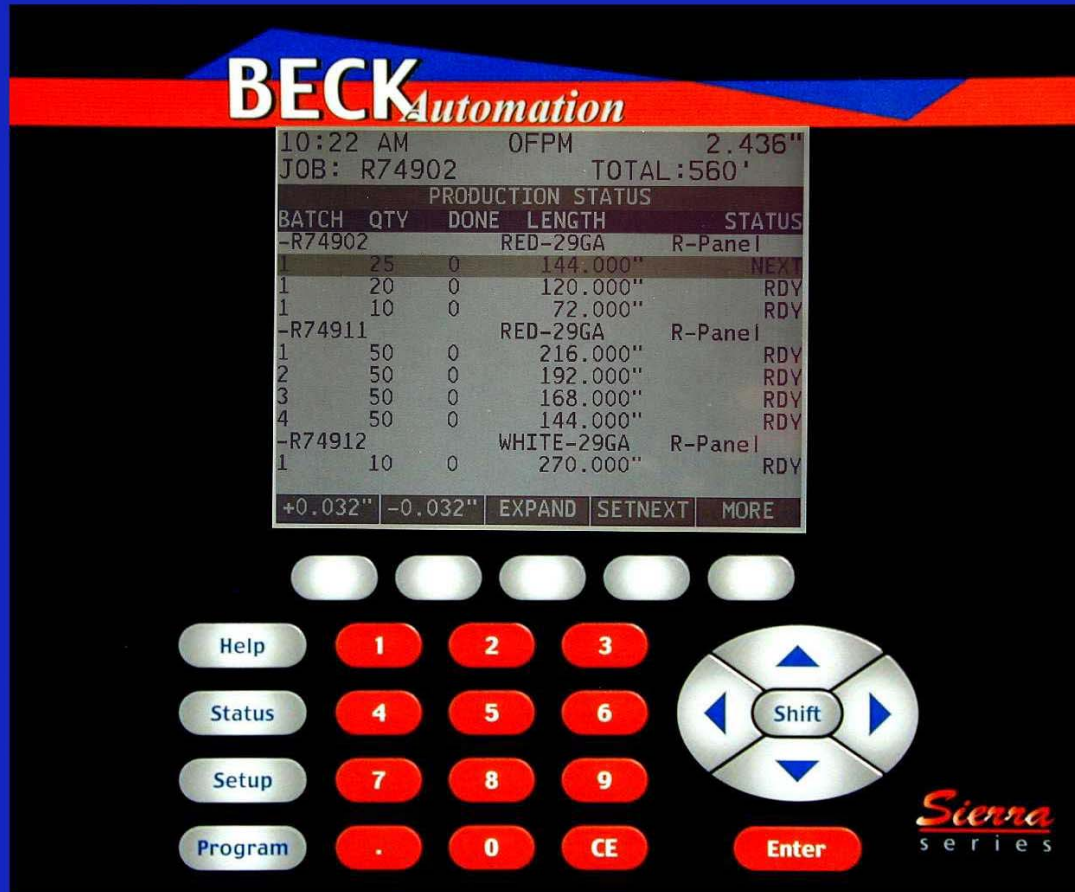 BECK Automation
10:22 AM 0FPM 2.436"
JOB: R74902 TOTAL:560'
PRODUCTION STATUS
BATCH QTY DONE LENGTH STATUS
-R74902 RED-29GA R-Panel
1 25 0 144.000" NEXT
1 20 0 120.000" RDY
1 10 0 72.000" RDY
-R74911 RED-29GA R-Panel
1 50 0 216.000" RDY
2 50 0 192.000" RDY
3 50 0 168.000" RDY
4 50 0 144.000" RDY
-R74912 WHITE-29GA R-Panel
1 10 0 270.000" RDY
+0.032" -0.032" EXPAND SETNEXT MORE
Help 1 2 3
Status 4 5 6 Shift
Setup 7 8 9
Program . 0 CE Enter
Sierra
series